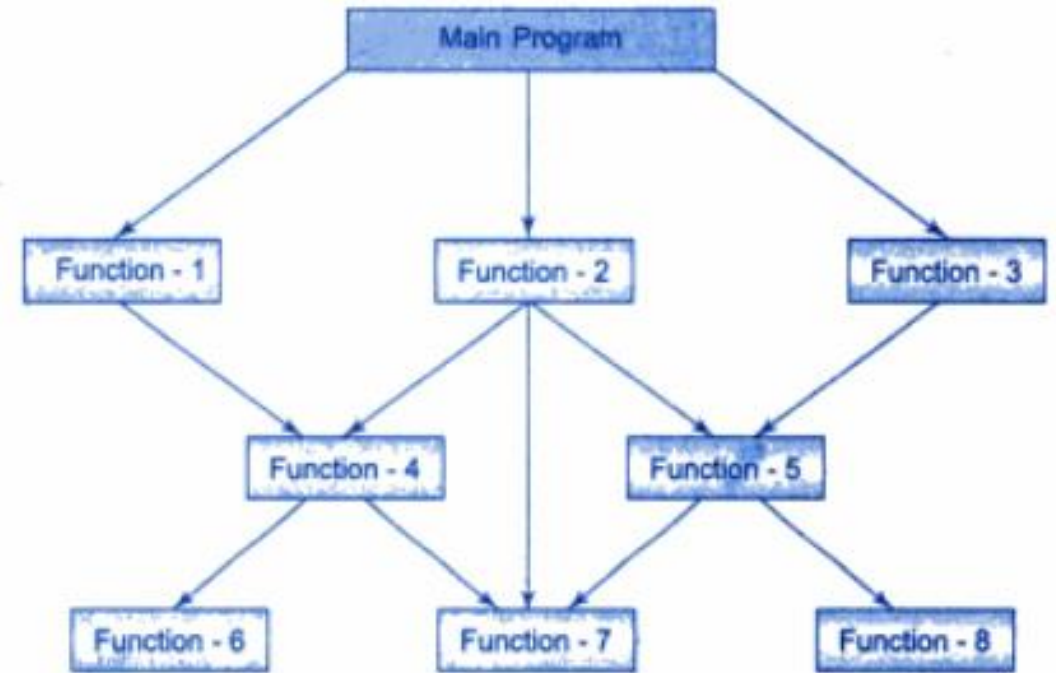 Main Program
Function - 1
Function - 2
Function - 3
Function - 4
Function - 5
Function - 6
Function - 7
Function - 8